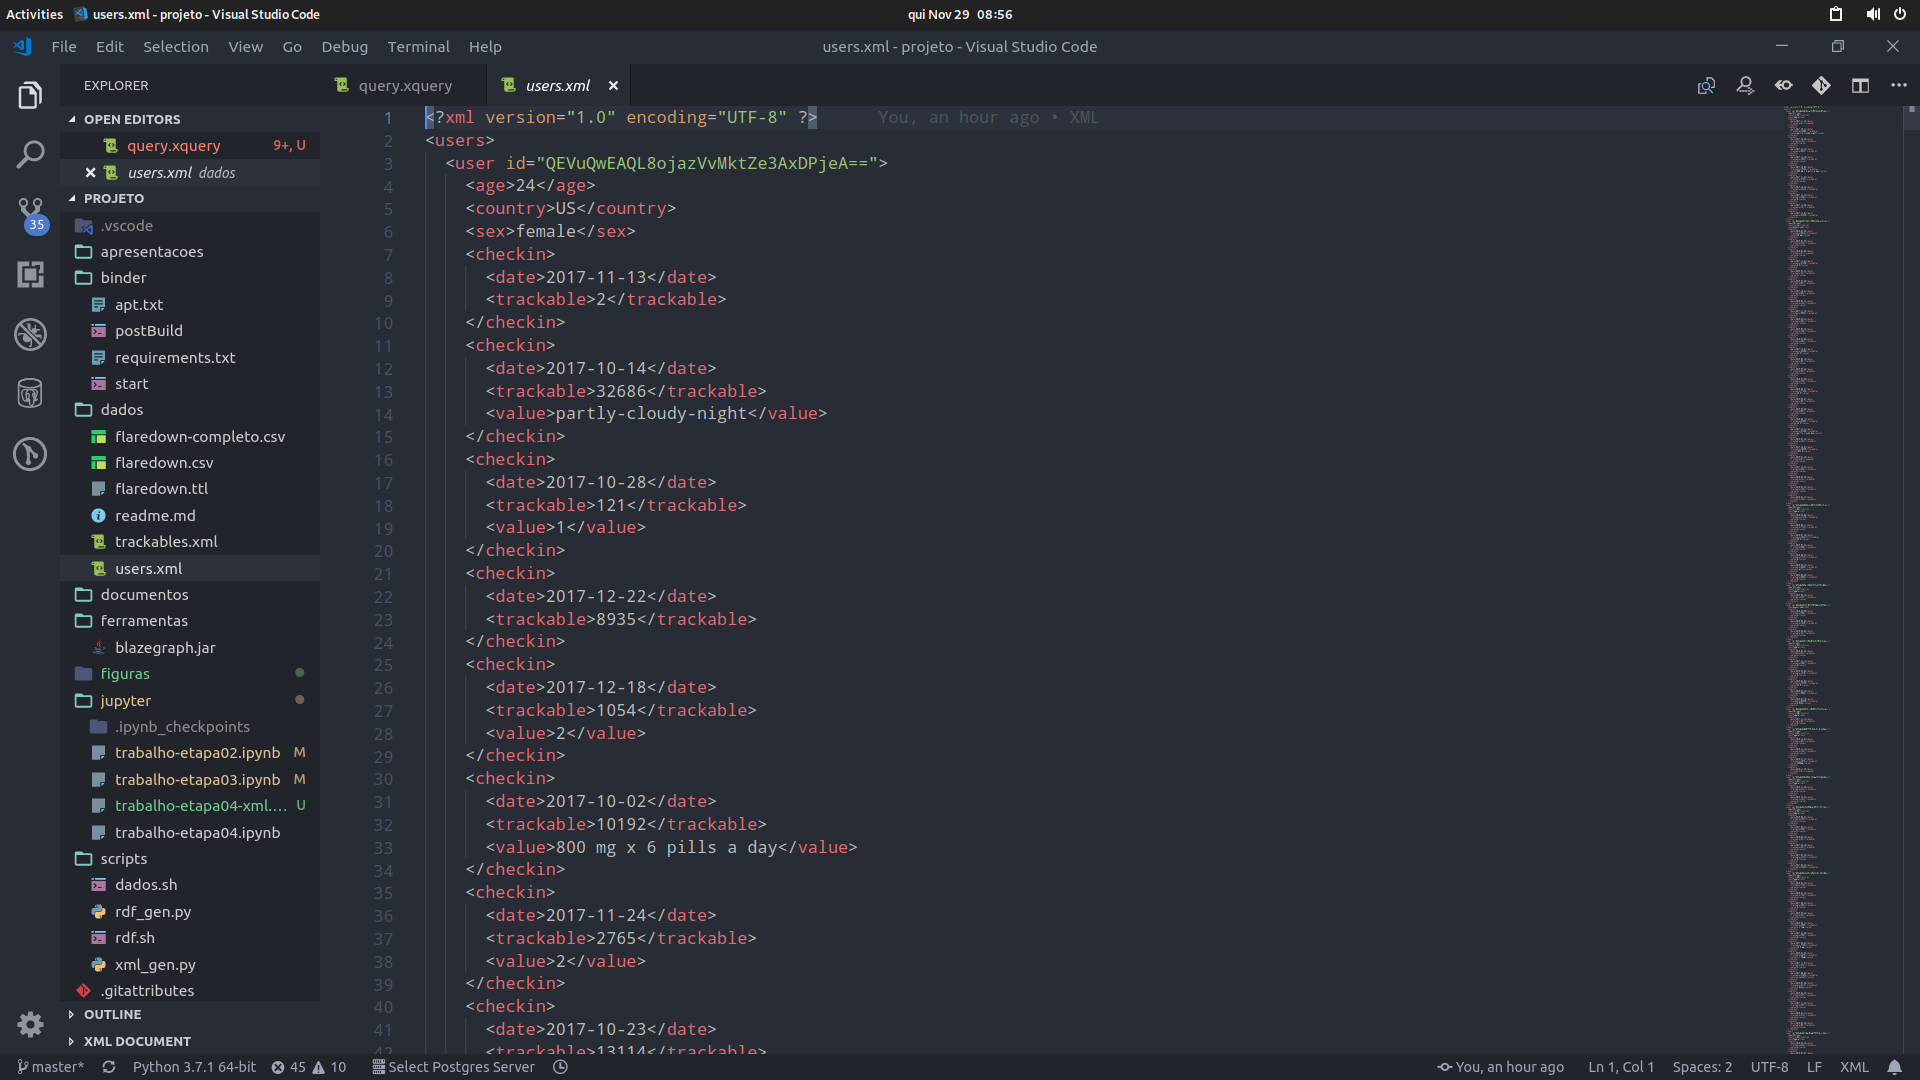 Activities users.xml - projeto - Visual Studio Code qui Nov 29 08:56
File Edit Selection View Go Debug Terminal Help users.xml - projeto - Visual Studio Code
EXPLORER
OPEN EDITORS
query.xquery 9+, U
users.xml dados
PROJETO
.vscode
apresentacoes
binder
apt.txt
postBuild
requirements.txt
start
dados
flaredown-completo.csv
flaredown.csv
flaredown.ttl
readme.md
trackables.xml
users.xml
documentos
ferramentas
blazegraph.jar
figuras
jupyter
.ipynb_checkpoints
trabalho-etapa02.ipynb M
trabalho-etapa03.ipynb M
trabalho-etapa04-xml.... U
trabalho-etapa04.ipynb
scripts
dados.sh
rdf_gen.py
rdf.sh
xml_gen.py
.gitattributes
OUTLINE
XML DOCUMENT
35
query.xquery users.xml
1 <?xml version="1.0" encoding="UTF-8" ?> You, an hour ago • XML
2 <users>
3 <user id="QEVuQwEAQL8ojazVvMktZe3AxDPjeA==">
4 <age>24</age>
5 <country>US</country>
6 <sex>female</sex>
7 <checkin>
8 <date>2017-11-13</date>
9 <trackable>2</trackable>
10 </checkin>
11 <checkin>
12 <date>2017-10-14</date>
13 <trackable>32686</trackable>
14 <value>partly-cloudy-night</value>
15 </checkin>
16 <checkin>
17 <date>2017-10-28</date>
18 <trackable>121</trackable>
19 <value>1</value>
20 </checkin>
21 <checkin>
22 <date>2017-12-22</date>
23 <trackable>8935</trackable>
24 </checkin>
25 <checkin>
26 <date>2017-12-18</date>
27 <trackable>1054</trackable>
28 <value>2</value>
29 </checkin>
30 <checkin>
31 <date>2017-10-02</date>
32 <trackable>10192</trackable>
33 <value>800 mg x 6 pills a day</value>
34 </checkin>
35 <checkin>
36 <date>2017-11-24</date>
37 <trackable>2765</trackable>
38 <value>2</value>
39 </checkin>
40 <checkin>
41 <date>2017-10-23</date>
42 <trackable>13114</trackable>
master* Python 3.7.1 64-bit 45 10 Select Postgres Server You, an hour ago Ln 1, Col 1 Spaces: 2 UTF-8 LF XML